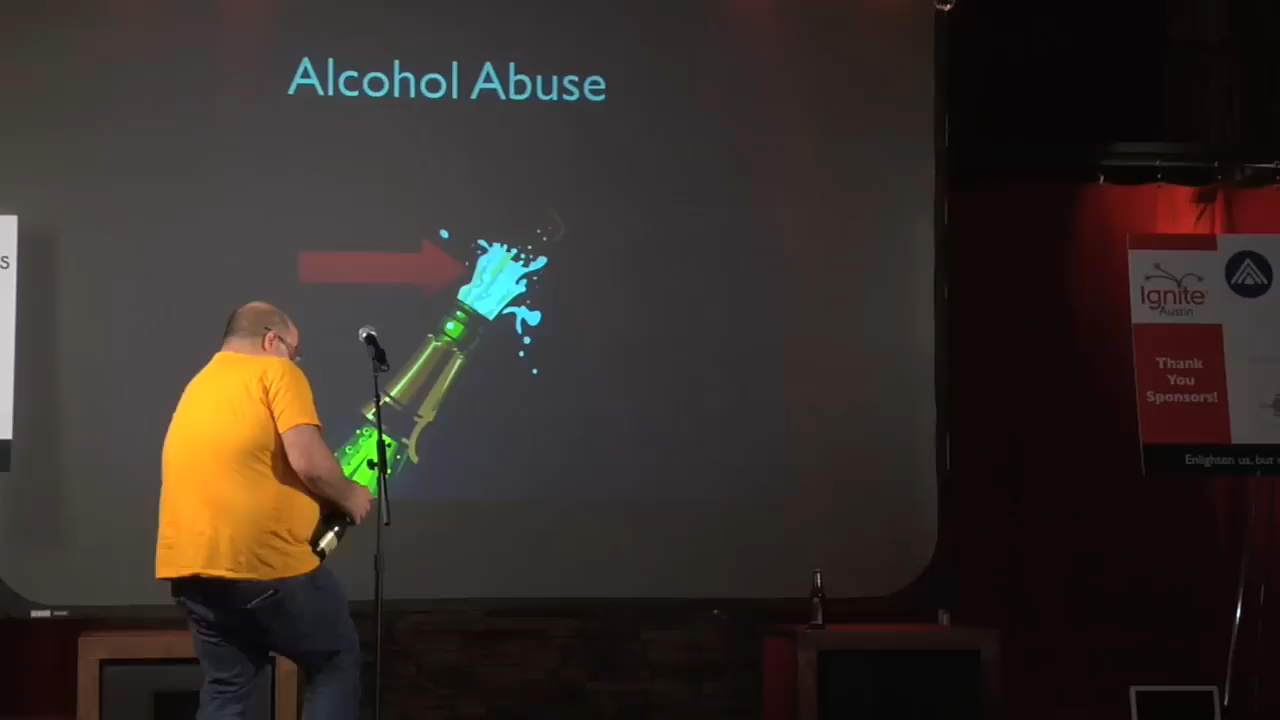 Alcohol Abuse
S
Ignite
Austin
Thank
You
Sponsors!
Enlighten us, but